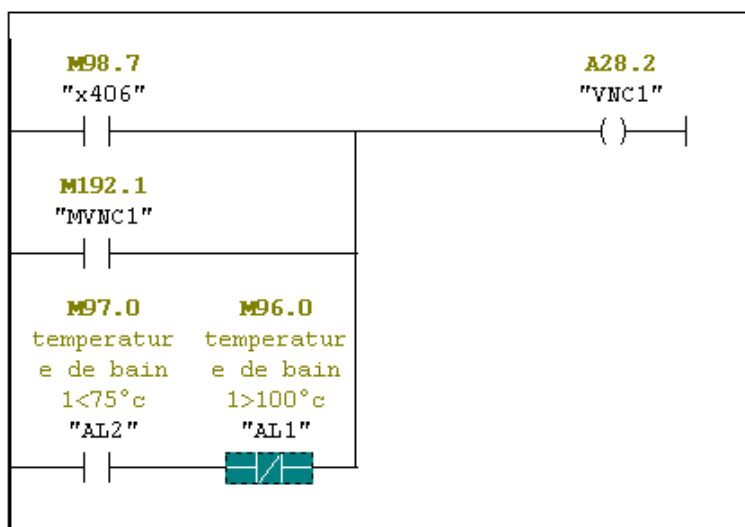 M98.7
"x406"
A28.2
"VNC1"
M192.1
"MVNC1"
M97.0
temperatur
e de bain
1<75°c
"AL2"
M96.0
temperatur
e de bain
1>100°c
"AL1"